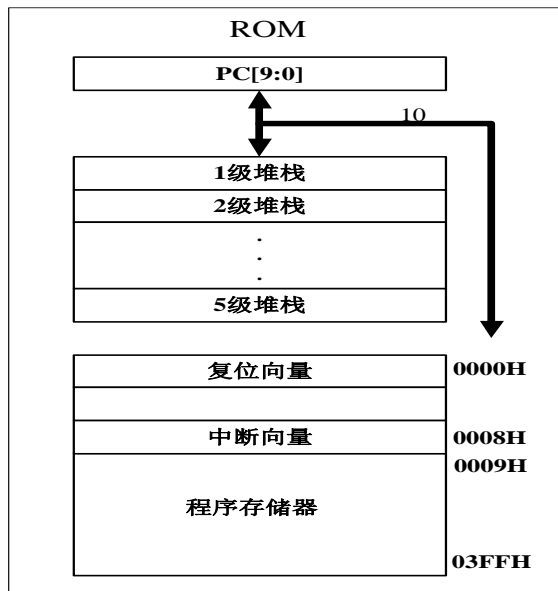 ROM
PC[9:0]
10
1级堆栈
2级堆栈
.
.
.
5级堆栈
复位向量 0000H
中断向量 0008H
0009H
程序存储器
03FFH